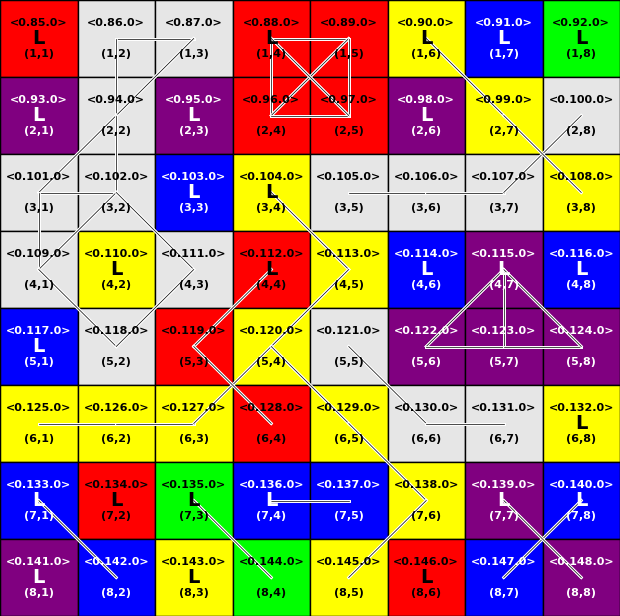 <0.85.0> <0.86.0> <0.87.0> <0.88.0> <0.89.0> <0.90.0> <0.91.0> <0.92.0>
L L L L L
(1,1) (1,2) (1,3) (1,4) (1,5) (1,6) (1,7) (1,8)
<0.93.0> <0.94.0> <0.95.0> <0.96.0> <0.97.0> <0.98.0> <0.99.0> <0.100.0>
L L L
(2,1) (2,2) (2,3) (2,4) (2,5) (2,6) (2,7) (2,8)
<0.101.0> <0.102.0> <0.103.0> <0.104.0> <0.105.0> <0.106.0> <0.107.0> <0.108.0>
L L
(3,1) (3,2) (3,3) (3,4) (3,5) (3,6) (3,7) (3,8)
<0.109.0> <0.110.0> <0.111.0> <0.112.0> <0.113.0> <0.114.0> <0.115.0> <0.116.0>
L L L L L
(4,1) (4,2) (4,3) (4,4) (4,5) (4,6) (4,7) (4,8)
<0.117.0> <0.118.0> <0.119.0> <0.120.0> <0.121.0> <0.122.0> <0.123.0> <0.124.0>
L
(5,1) (5,2) (5,3) (5,4) (5,5) (5,6) (5,7) (5,8)
<0.125.0> <0.126.0> <0.127.0> <0.128.0> <0.129.0> <0.130.0> <0.131.0> <0.132.0>
L
(6,1) (6,2) (6,3) (6,4) (6,5) (6,6) (6,7) (6,8)
<0.133.0> <0.134.0> <0.135.0> <0.136.0> <0.137.0> <0.138.0> <0.139.0> <0.140.0>
L L L L L L
(7,1) (7,2) (7,3) (7,4) (7,5) (7,6) (7,7) (7,8)
<0.141.0> <0.142.0> <0.143.0> <0.144.0> <0.145.0> <0.146.0> <0.147.0> <0.148.0>
L L L
(8,1) (8,2) (8,3) (8,4) (8,5) (8,6) (8,7) (8,8)